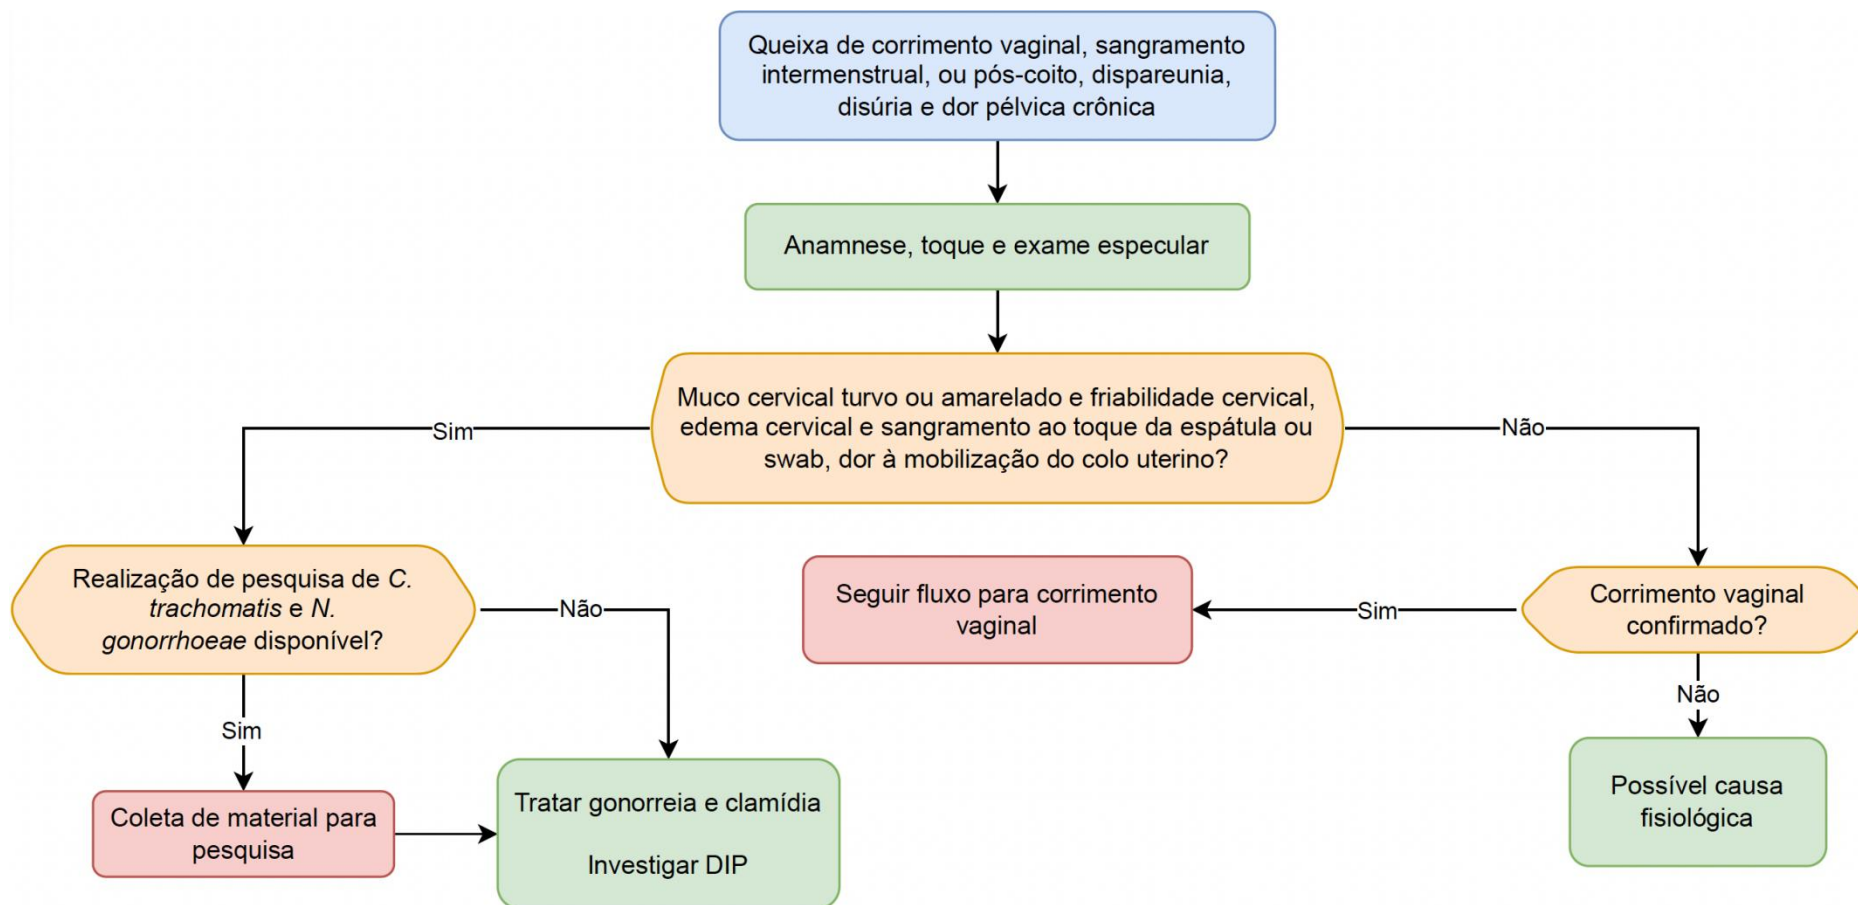 Queixa de corrimento vaginal, sangramento
intermenstrual, ou pós-coito, dispareunia,
disúria e dor pélvica crônica
Anamnese, toque e exame especular
Muco cervical turvo ou amarelado e friabilidade cervical,
edema cervical e sangramento ao toque da espátula ou
swab, dor à mobilização do colo uterino?
Sim
Não
Realização de pesquisa de C.
trachomatis e N.
gonorrhoeae disponível?
Não
Seguir fluxo para corrimento
vaginal
Sim
Corrimento vaginal
confirmado?
Sim
Não
Coleta de material para
pesquisa
Tratar gonorreia e clamídia
Investigar DIP
Possível causa
fisiológica